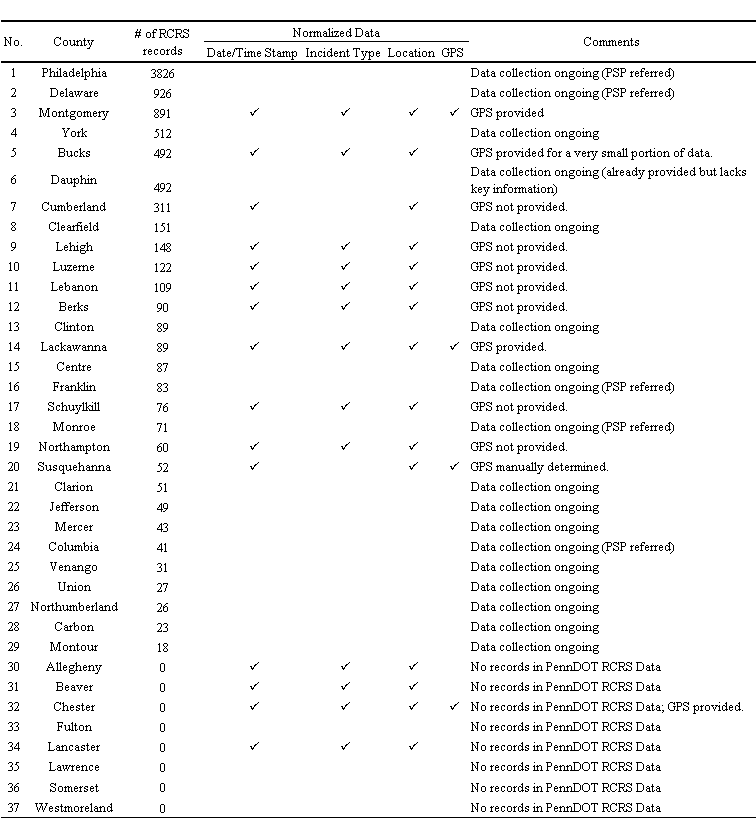 No. County # of RCRS records Normalized Data Comments
Date/Time Stamp Incident Type Location GPS
1 Philadelphia 3826 Data collection ongoing (PSP referred)
2 Delaware 926 Data collection ongoing (PSP referred)
3 Montgomery 891 ✓ ✓ ✓ ✓ GPS provided
4 York 512 Data collection ongoing
5 Bucks 492 ✓ ✓ ✓ GPS provided for a very small portion of data.
6 Dauphin 492 Data collection ongoing (already provided but lacks
key information)
7 Cumberland 311 ✓ ✓ GPS not provided.
8 Clearfield 151 Data collection ongoing
9 Lehigh 148 ✓ ✓ ✓ GPS not provided.
10 Luzerne 122 ✓ ✓ ✓ GPS not provided.
11 Lebanon 109 ✓ ✓ ✓ GPS not provided.
12 Berks 90 ✓ ✓ ✓ GPS not provided.
13 Clinton 89 Data collection ongoing
14 Lackawanna 89 ✓ ✓ ✓ ✓ GPS provided.
15 Centre 87 Data collection ongoing
16 Franklin 83 Data collection ongoing (PSP referred)
17 Schuylkill 76 ✓ ✓ ✓ GPS not provided.
18 Monroe 71 Data collection ongoing (PSP referred)
19 Northampton 60 ✓ ✓ ✓ GPS not provided.
20 Susquehanna 52 ✓ ✓ ✓ GPS manually determined.
21 Clarion 51 Data collection ongoing
22 Jefferson 49 Data collection ongoing
23 Mercer 43 Data collection ongoing
24 Columbia 41 Data collection ongoing (PSP referred)
25 Venango 31 Data collection ongoing
26 Union 27 Data collection ongoing
27 Northumberland 26 Data collection ongoing
28 Carbon 23 Data collection ongoing
29 Montour 18 Data collection ongoing
30 Allegheny 0 ✓ ✓ ✓ No records in PennDOT RCRS Data
31 Beaver 0 ✓ ✓ ✓ No records in PennDOT RCRS Data
32 Chester 0 ✓ ✓ ✓ ✓ No records in PennDOT RCRS Data; GPS provided.
33 Fulton 0 No records in PennDOT RCRS Data
34 Lancaster 0 ✓ ✓ ✓ No records in PennDOT RCRS Data
35 Lawrence 0 No records in PennDOT RCRS Data
36 Somerset 0 No records in PennDOT RCRS Data
37 Westmoreland 0 No records in PennDOT RCRS Data